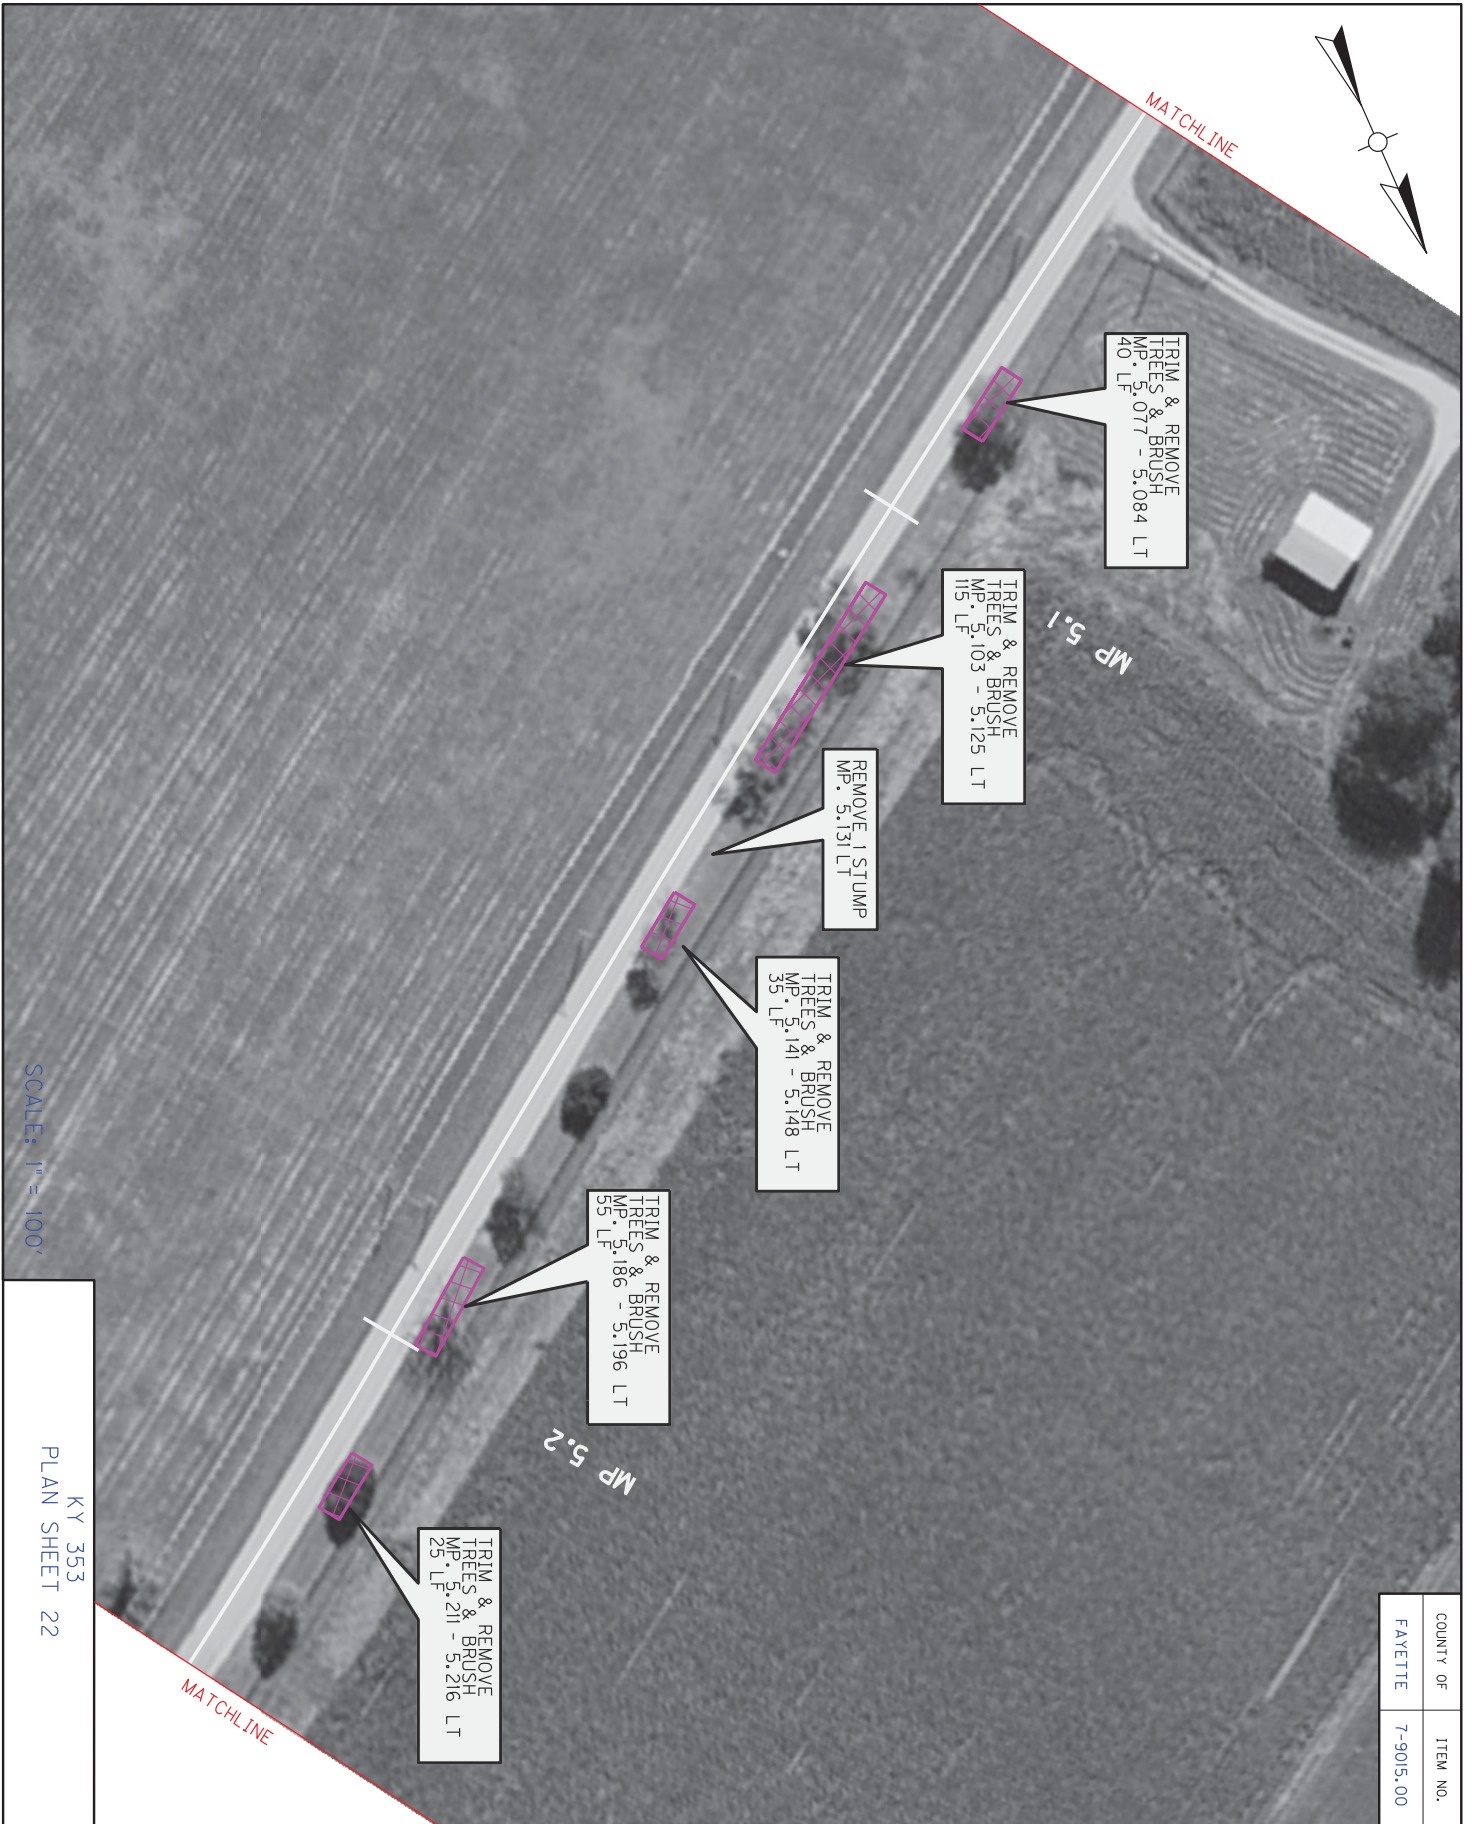 COUNTY OF
ITEM NO.
FAYETTE
7-9015.00
MATCHLINE
TRIM & REMOVE
TREES & BRUSH
MP. 5.077 - 5.084 LT
40 LF
MP 5.1
TRIM & REMOVE
TREES & BRUSH
MP. 5.103 - 5.125 LT
115 LF
REMOVE 1 STUMP
MP. 5.131 LT
TRIM & REMOVE
TREES & BRUSH
MP. 5.141 - 5.148 LT
35 LF
TRIM & REMOVE
TREES & BRUSH
MP. 5.186 - 5.196 LT
55 LF
MP 5.2
TRIM & REMOVE
TREES & BRUSH
MP. 5.211 - 5.216 LT
25 LF
MATCHLINE
SCALE: 1" = 100'
KY 353
PLAN SHEET 22